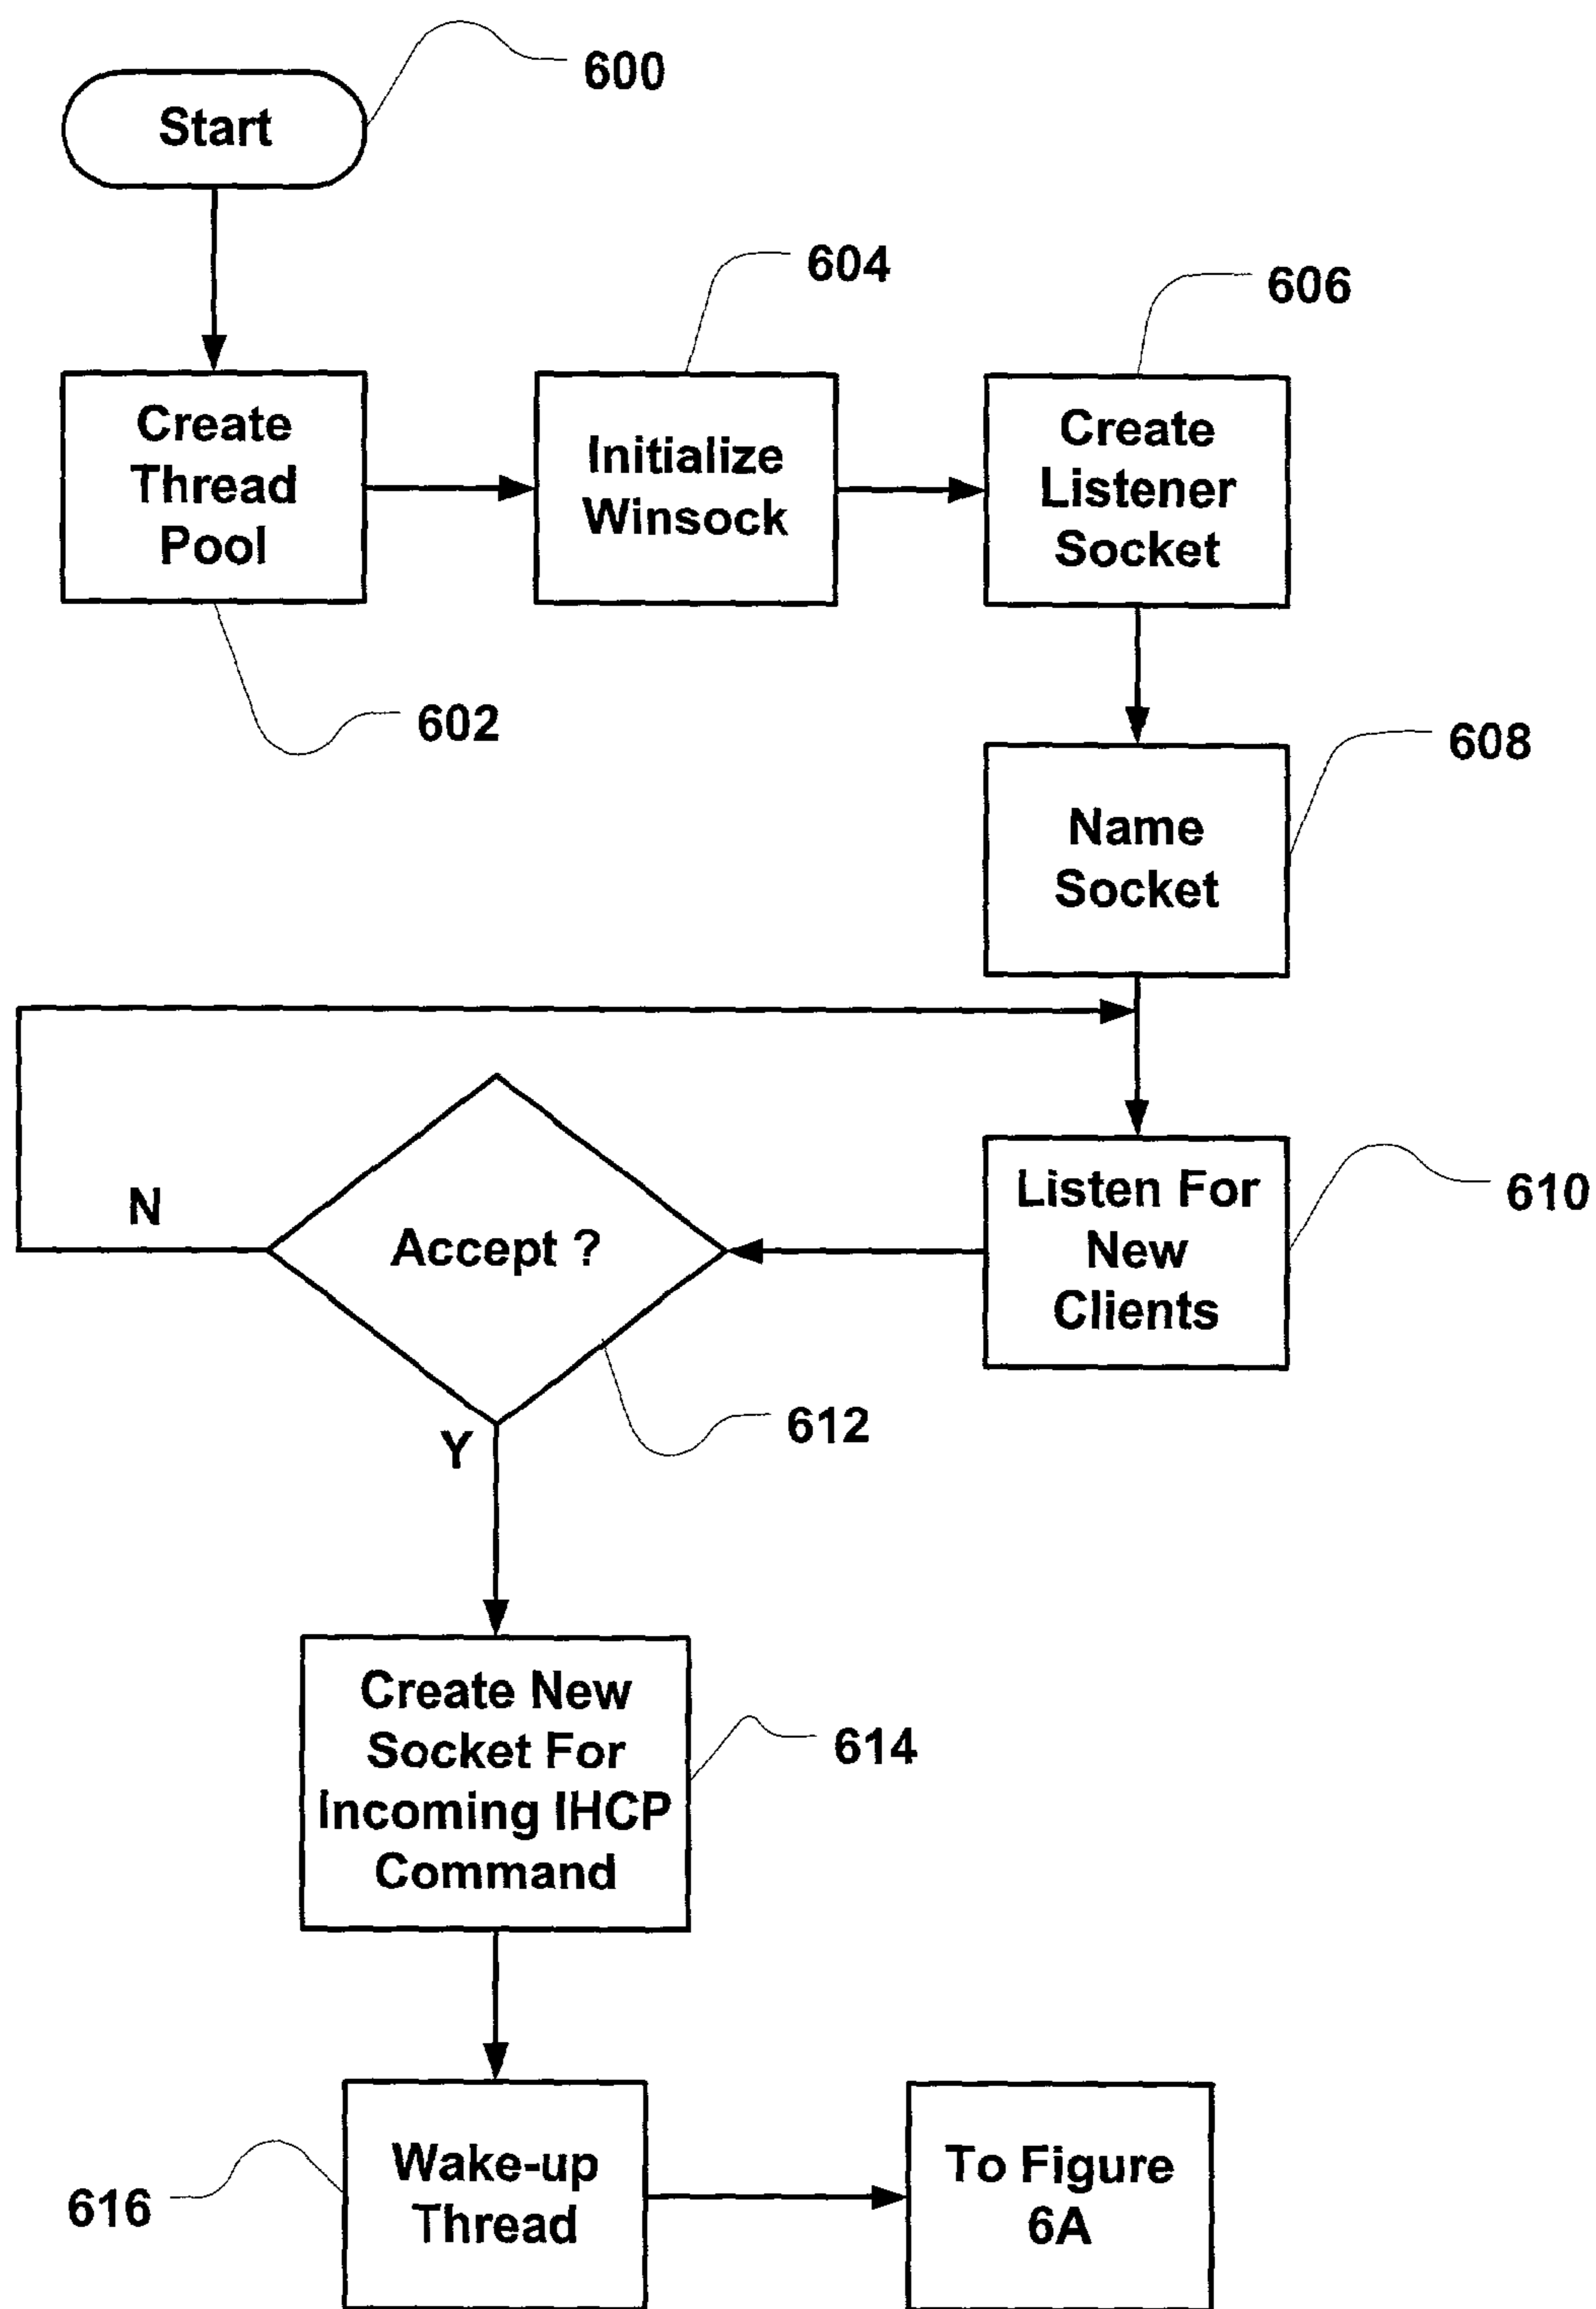 600
Start
604
606
Create
Thread
Pool
Initialize
Winsock
Create
Listener
Socket
602
608
Name
Socket
N
Accept ?
Listen For
New
Clients
610
612
Y
Create New
Socket For
Incoming IHCP
Command
614
616
Wake-up
Thread
To Figure
6A